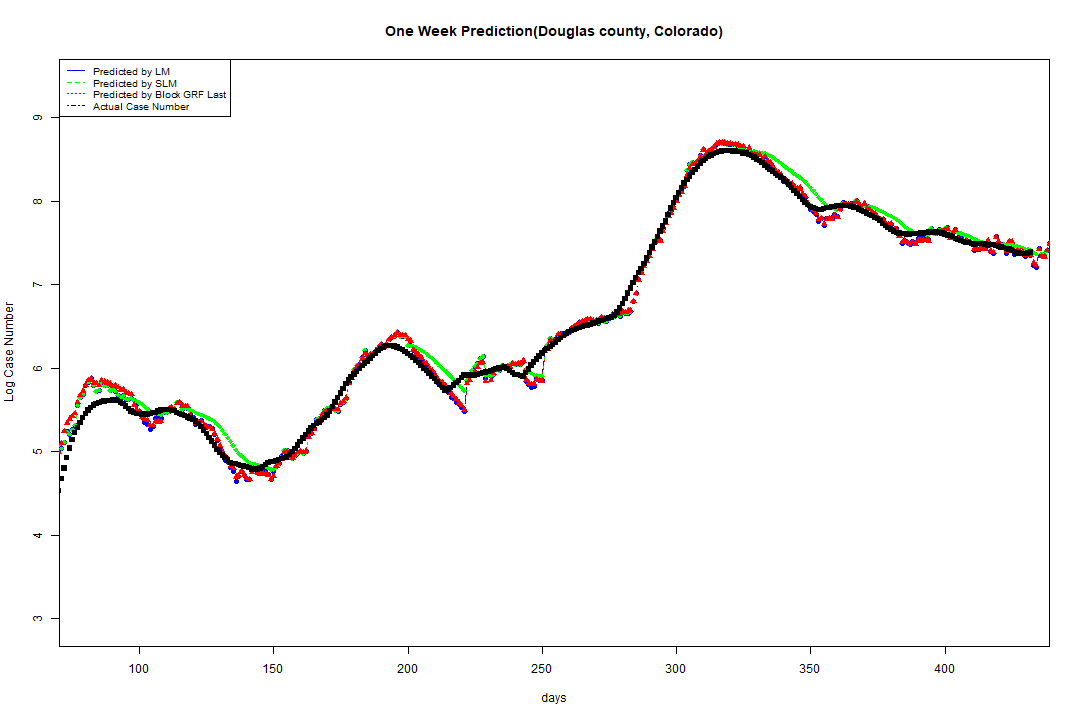 One Week Prediction(Douglas county, Colorado)
Predicted by LM
Predicted by SLM
Predicted by Block GRF Last
Actual Case Number
Log Case Number
9
8
7
6
5
4
3
100 150 200 250 300 350 400
days